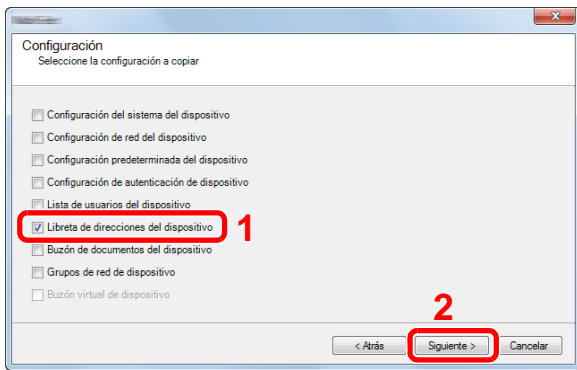 Configuración
Seleccione la configuración a copiar
Configuración del sistema del dispositivo
Configuración de red del dispositivo
Configuración predeterminada del dispositivo
Configuración de autenticación de dispositivo
Lista de usuarios del dispositivo
Libreta de direcciones del dispositivo 1
Buzón de documentos del dispositivo
Grupos de red de dispositivo
Buzón virtual de dispositivo
2
< Atrás Siguiente > Cancelar